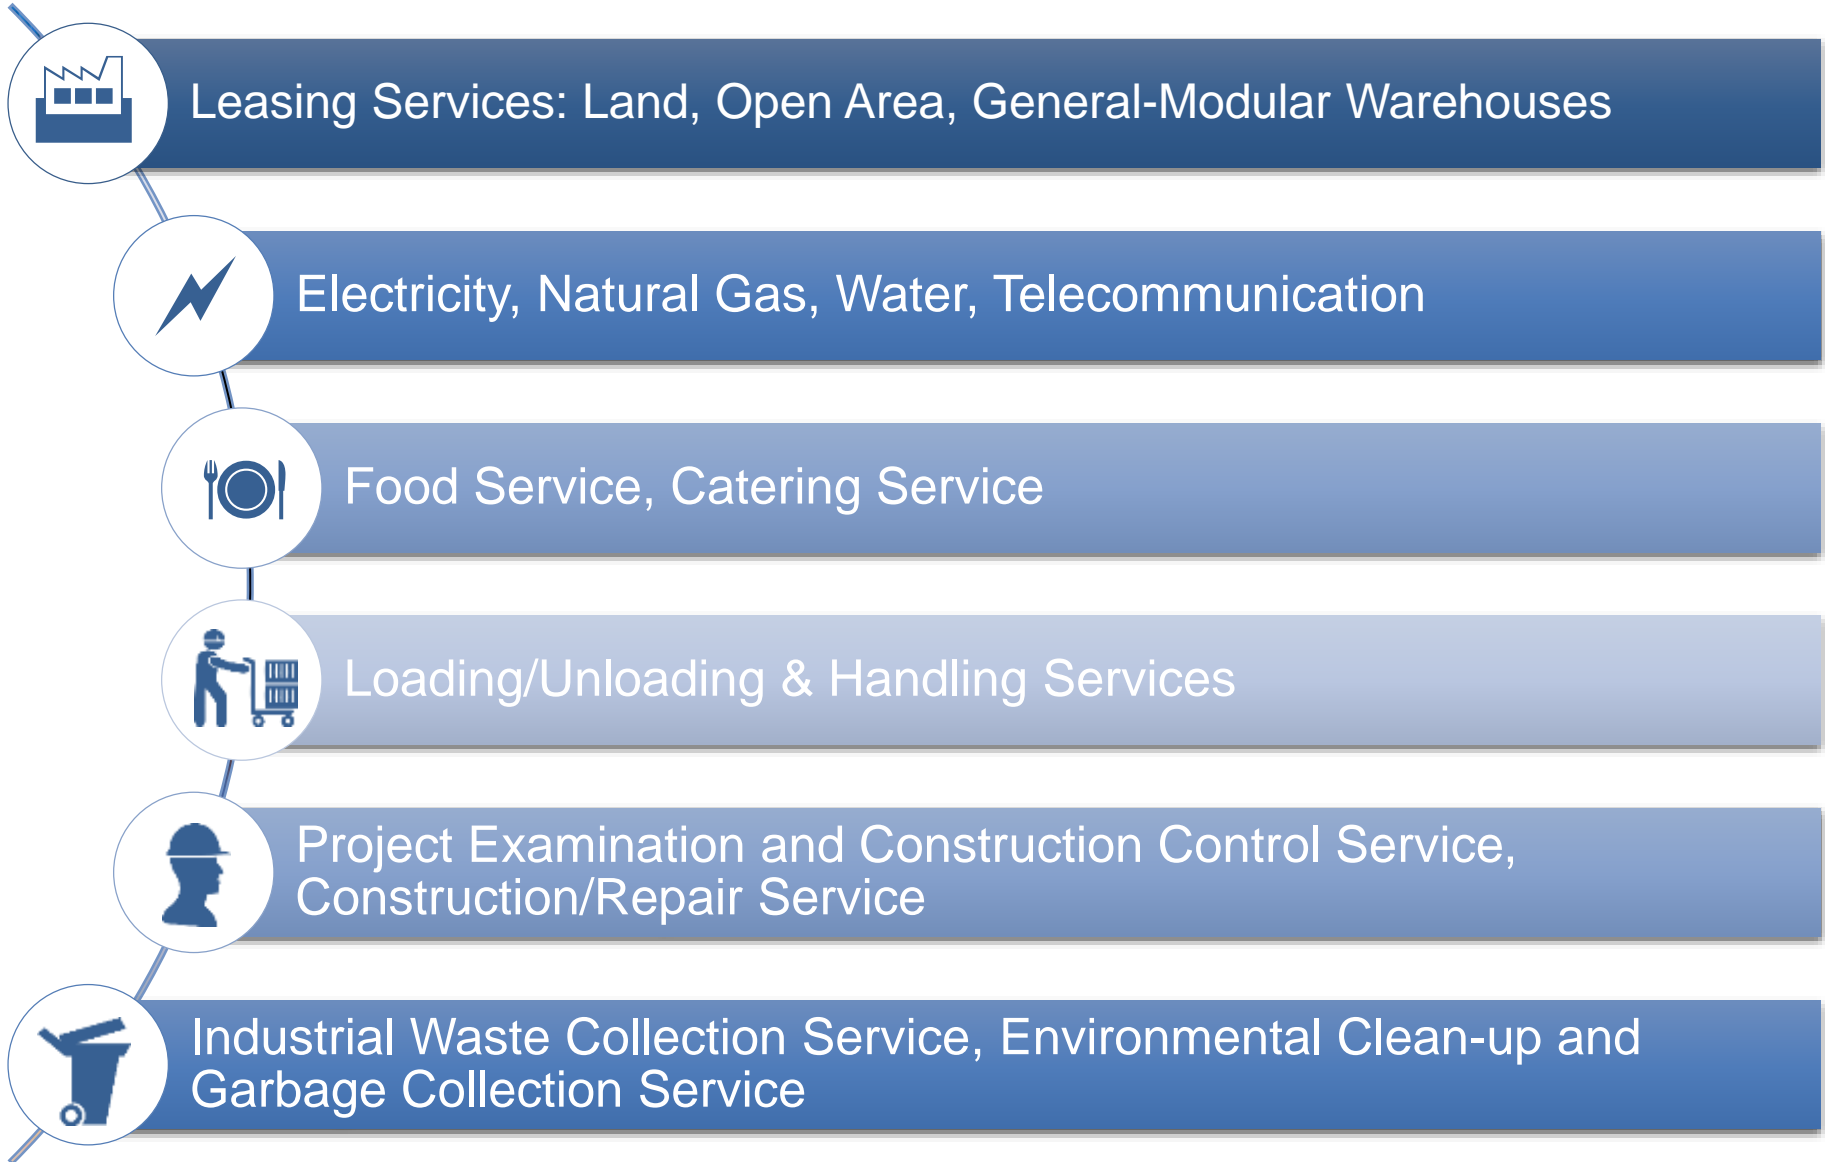 Leasing Services: Land, Open Area, General-Modular Warehouses
Electricity, Natural Gas, Water, Telecommunication
Food Service, Catering Service
Loading/Unloading & Handling Services
Project Examination and Construction Control Service,
Construction/Repair Service
Industrial Waste Collection Service, Environmental Clean-up and
Garbage Collection Service